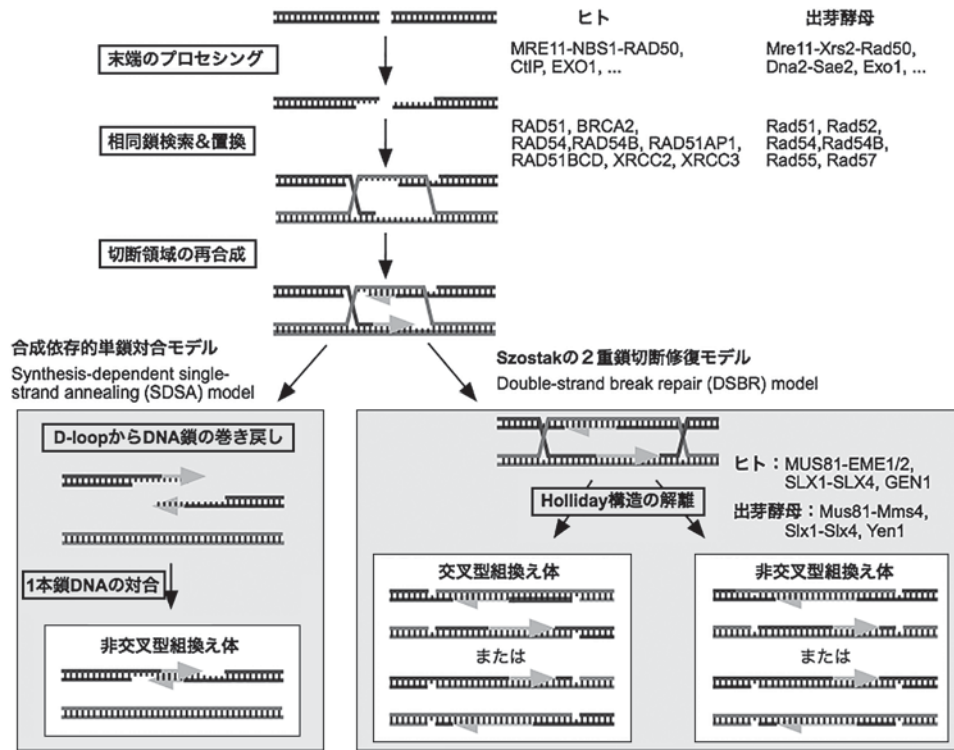 ヒト
出芽酵母
末端のプロセシング
MRE11-NBS1-RAD50,
CtIP, EXO1, ...
Mre11-Xrs2-Rad50,
Dna2-Sae2, Exo1, ...
相同鎖検索&置換
RAD51, BRCA2,
RAD54,RAD54B, RAD51AP1,
RAD51BCD, XRCC2, XRCC3
Rad51, Rad52,
Rad54,Rad54B,
Rad55, Rad57
切断領域の再合成
合成依存的単鎖対合モデル
Synthesis-dependent single-
strand annealing (SDSA) model
Szostakの2重鎖切断修復モデル
Double-strand break repair (DSBR) model
D-loopからDNA鎖の巻き戻し
1本鎖DNAの対合
非交叉型組換え体
ヒト:MUS81-EME1/2,
SLX1-SLX4, GEN1
Holliday構造の解離
出芽酵母:Mus81-Mms4,
Slx1-Slx4, Yen1
交叉型組換え体
または
非交叉型組換え体
または